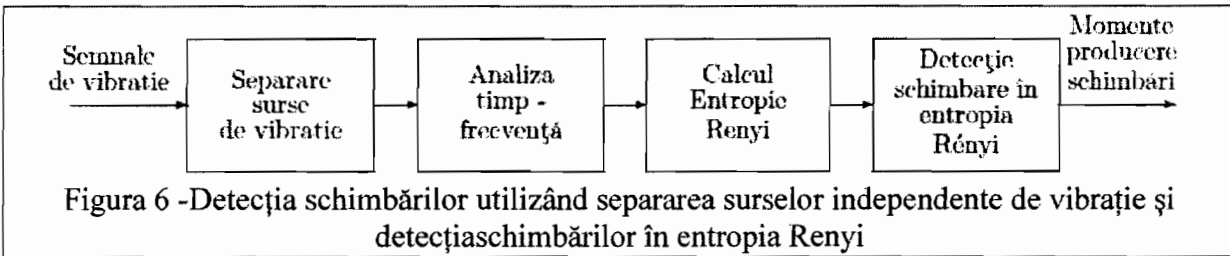 Semnale
de vibratie
Separare
surse
de vibratie
Analiza
timp -
frecvenţă
Calcul
Entropie
Renyi
Detecţie
schimbare în
entropia
Rényi
Momente
producere
schimbări
Figura 6 -Detecţia schimbărilor utilizând separarea surselor independente de vibraţie şi
detecţiaschimbărilor în entropia Renyi